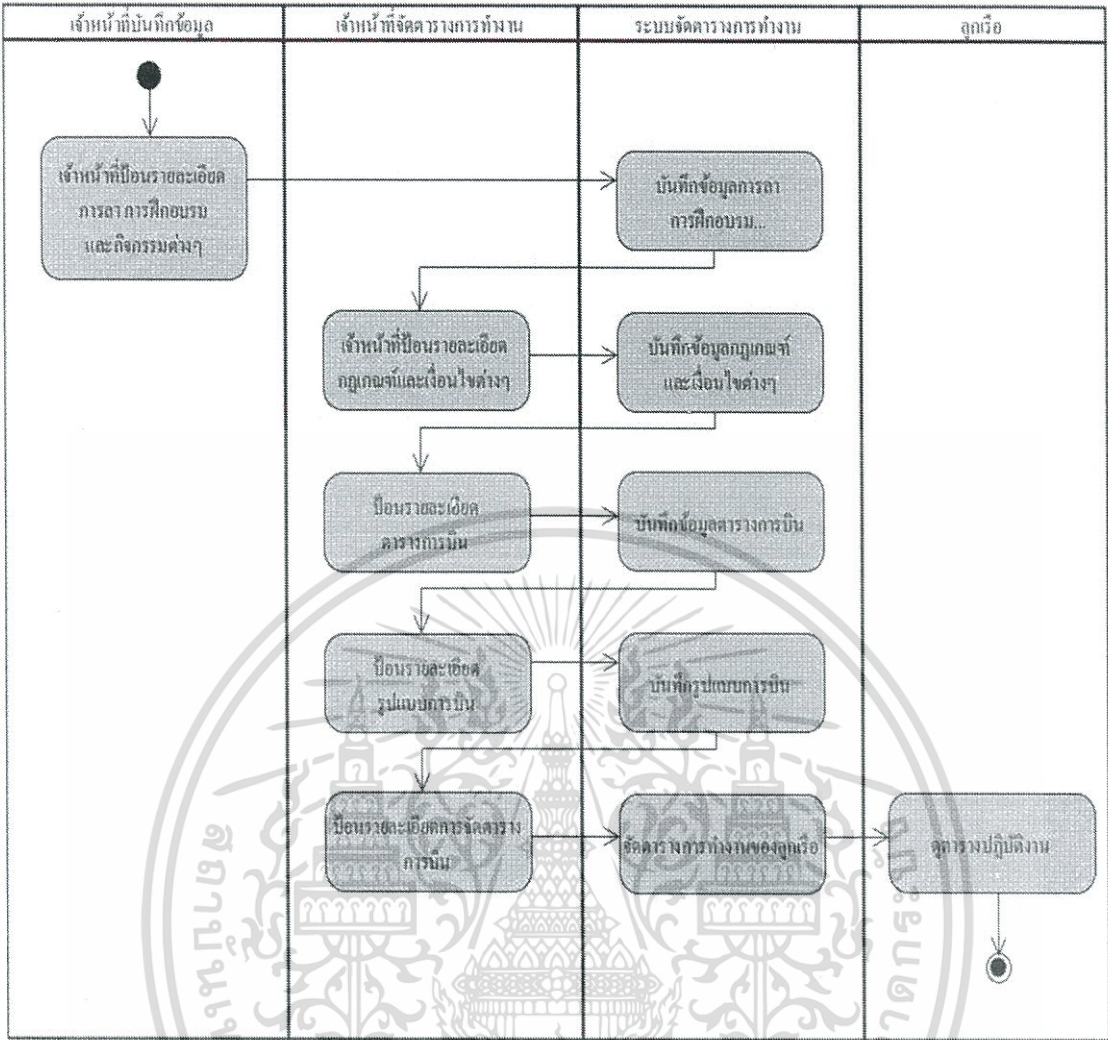 เจ้าหน้าที่บันทึกข้อมูล
เจ้าหน้าที่จัดตารางการทำงาน
ระบบจัดตารางการทำงาน
ลูกเรือ
เจ้าหน้าที่ป้อนรายละเอียด
การลา การฝึกอบรม
และกิจกรรมต่างๆ
บันทึกข้อมูลการลา
การฝึกอบรม...
เจ้าหน้าที่ป้อนรายละเอียด
กฎเกณฑ์และเงื่อนไขต่างๆ
บันทึกข้อมูลกฎเกณฑ์
และเงื่อนไขต่างๆ
ป้อนรายละเอียด
ตารางการบิน
บันทึกข้อมูลตารางการบิน
ป้อนรายละเอียด
รูปแบบการบิน
บันทึกรูปแบบการบิน
ป้อนรายละเอียดการจัดตาราง
การบิน
จัดตารางการทำงานของลูกเรือ
ดูตารางปฏิบัติงาน